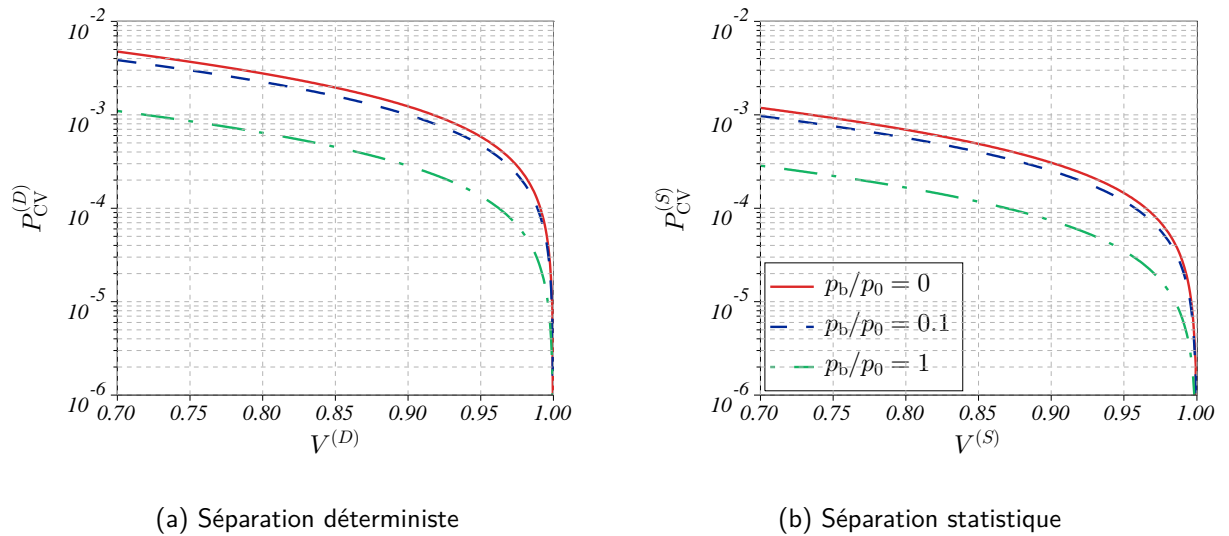 10^-2
10^-3
10^-4
10^-5
10^-6
P_CV^(D)
0.70 0.75 0.80 0.85 0.90 0.95 1.00
V^(D)
(a) Séparation déterministe
10^-2
10^-3
10^-4
10^-5
10^-6
P_CV^(S)
p_b/p_0 = 0
p_b/p_0 = 0.1
p_b/p_0 = 1
0.70 0.75 0.80 0.85 0.90 0.95 1.00
V^(S)
(b) Séparation statistique